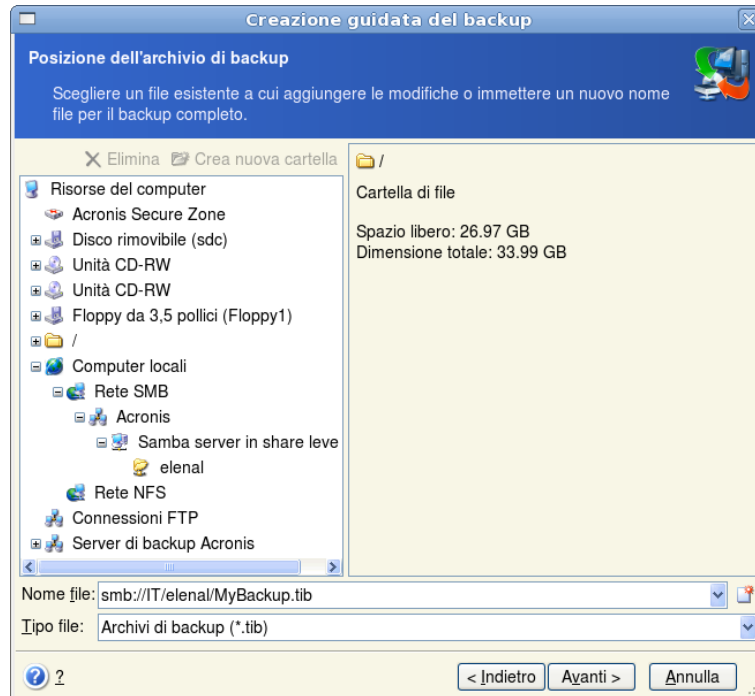 Creazione guidata del backup
Posizione dell'archivio di backup
Scegliere un file esistente a cui aggiungere le modifiche o immettere un nuovo nome
file per il backup completo.
Elimina Crea nuova cartella
Risorse del computer
Acronis Secure Zone
Disco rimovibile (sdc)
Unità CD-RW
Unità CD-RW
Floppy da 3,5 pollici (Floppy1)
/
Computer locali
Rete SMB
Acronis
Samba server in share leve
elenal
Rete NFS
Connessioni FTP
Server di backup Acronis
/
Cartella di file
Spazio libero: 26.97 GB
Dimensione totale: 33.99 GB
Nome file: smb://IT/elenal/MyBackup.tib
Tipo file: Archivi di backup (*.tib)
? < Indietro Avanti > Annulla